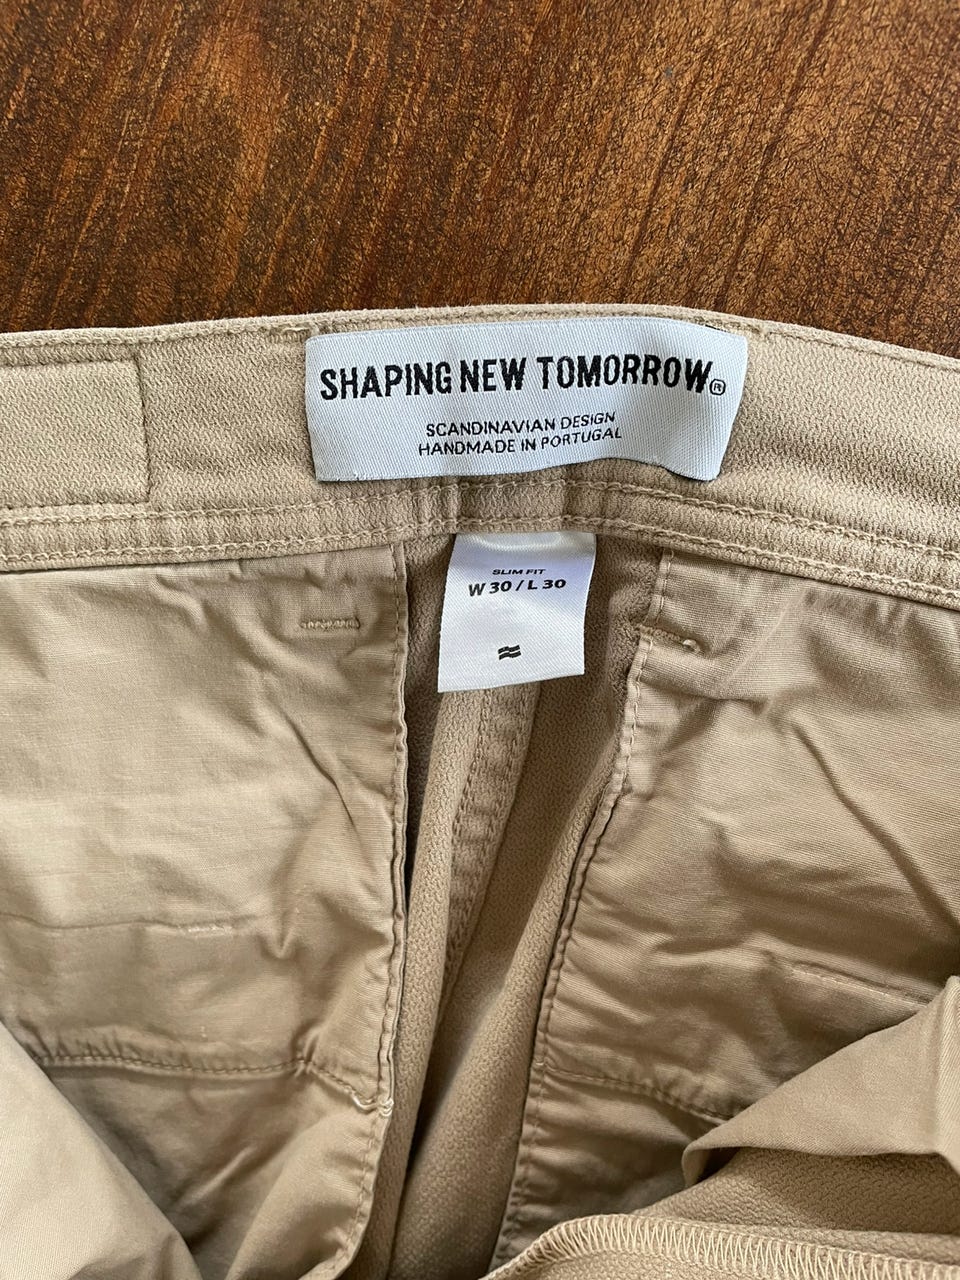 SHAPING NEW TOMORROW®
SCANDINAVIAN DESIGN
HANDMADE IN PORTUGAL
SLIM FIT
W 30 / L 30